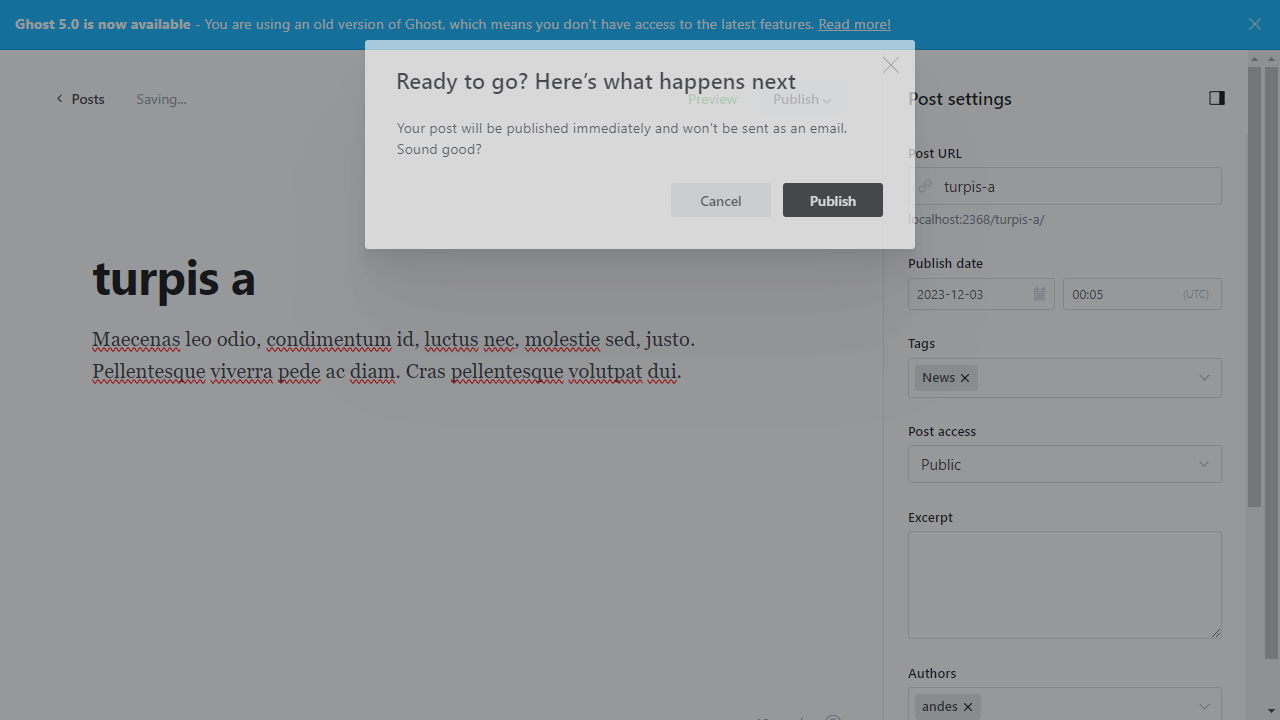 Ghost 5.0 is now available - You are using an old version of Ghost, which means you don't have access to the latest features. Read more!
Ready to go? Here's what happens next
Posts
Saving...
Preview
Publish
Your post will be published immediately and won't be sent as an email.
Sound good?
Cancel
Publish
turpis a
Maecenas leo odio, condimentum id, luctus nec, molestie sed, justo.
Pellentesque viverra pede ac diam. Cras pellentesque volutpat dui.
Post settings
Post URL
turpis-a
localhost:2368/turpis-a/
Publish date
2023-12-03
00:05
(UTC)
Tags
News
Post access
Public
Excerpt
Authors
andes